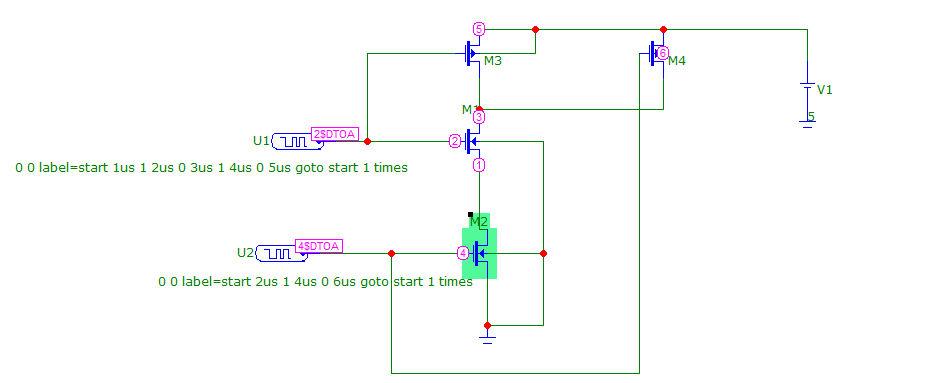 5
M3
6
M4
V1
5
M1
3
U1
2$DTOA
2
0 0 label=start 1us 1 2us 0 3us 1 4us 0 5us goto start 1 times
1
M2
U2
4$DTOA
4
0 0 label=start 2us 1 4us 0 6us goto start 1 times